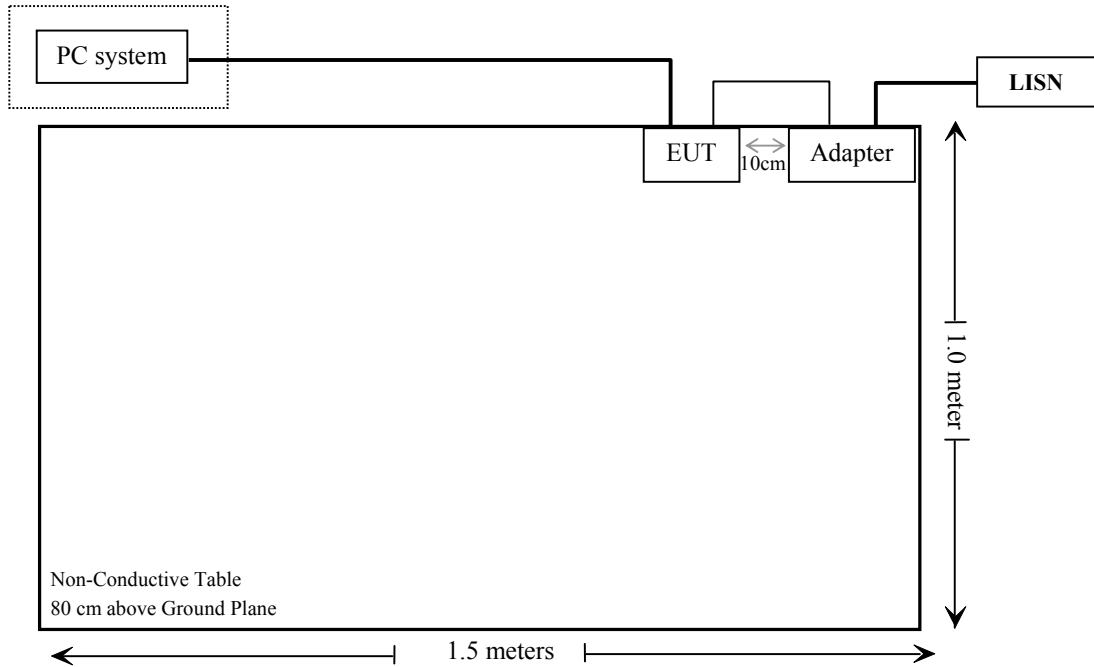 PC system
LISN
EUT
10cm
Adapter
1.0 meter
Non-Conductive Table
80 cm above Ground Plane
1.5 meters